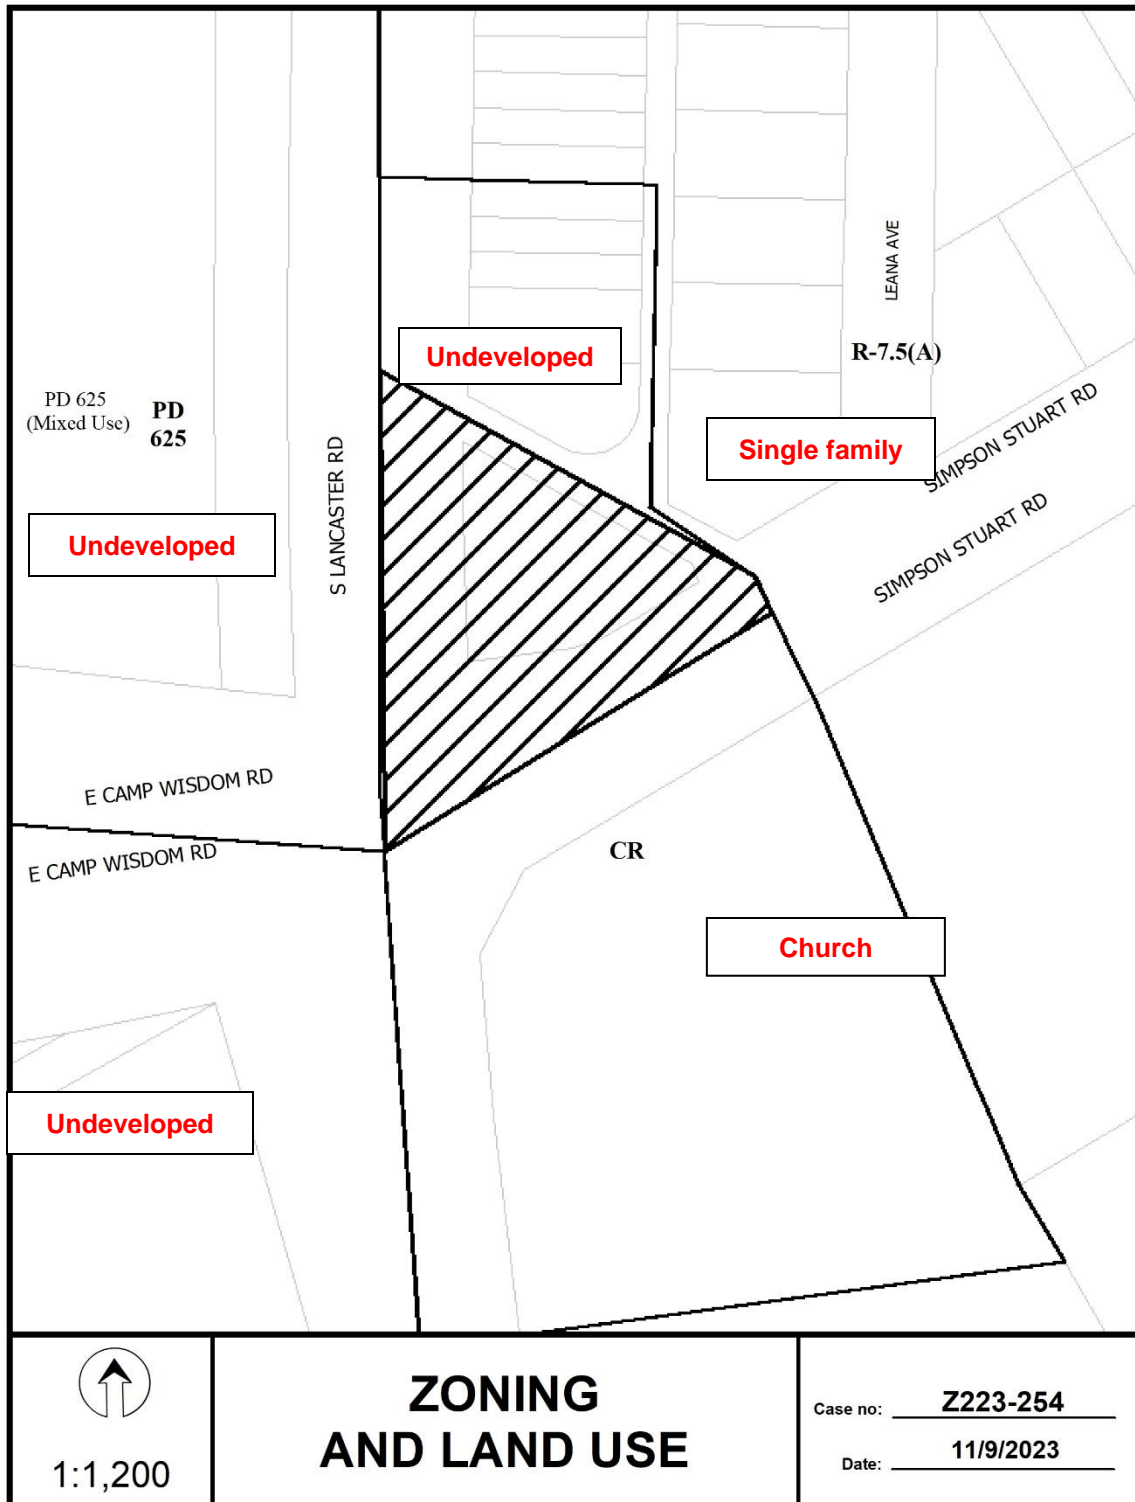 LEANA AVE
Undeveloped
R-7.5(A)
PD 625
(Mixed Use)
PD
625
Single family
SIMPSON STUART RD
S LANCASTER RD
Undeveloped
SIMPSON STUART RD
E CAMP WISDOM RD
E CAMP WISDOM RD
CR
Church
Undeveloped
1:1,200
ZONING
AND LAND USE
Case no: Z223-254
Date: 11/9/2023